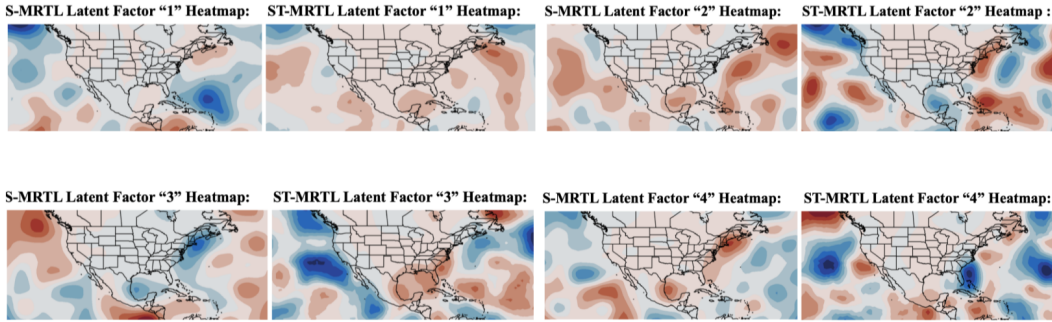 S-MRTL Latent Factor “1” Heatmap:
ST-MRTL Latent Factor “1” Heatmap:
S-MRTL Latent Factor “2” Heatmap:
ST-MRTL Latent Factor “2” Heatmap :
S-MRTL Latent Factor “3” Heatmap:
ST-MRTL Latent Factor “3” Heatmap:
S-MRTL Latent Factor “4” Heatmap:
ST-MRTL Latent Factor “4” Heatmap: